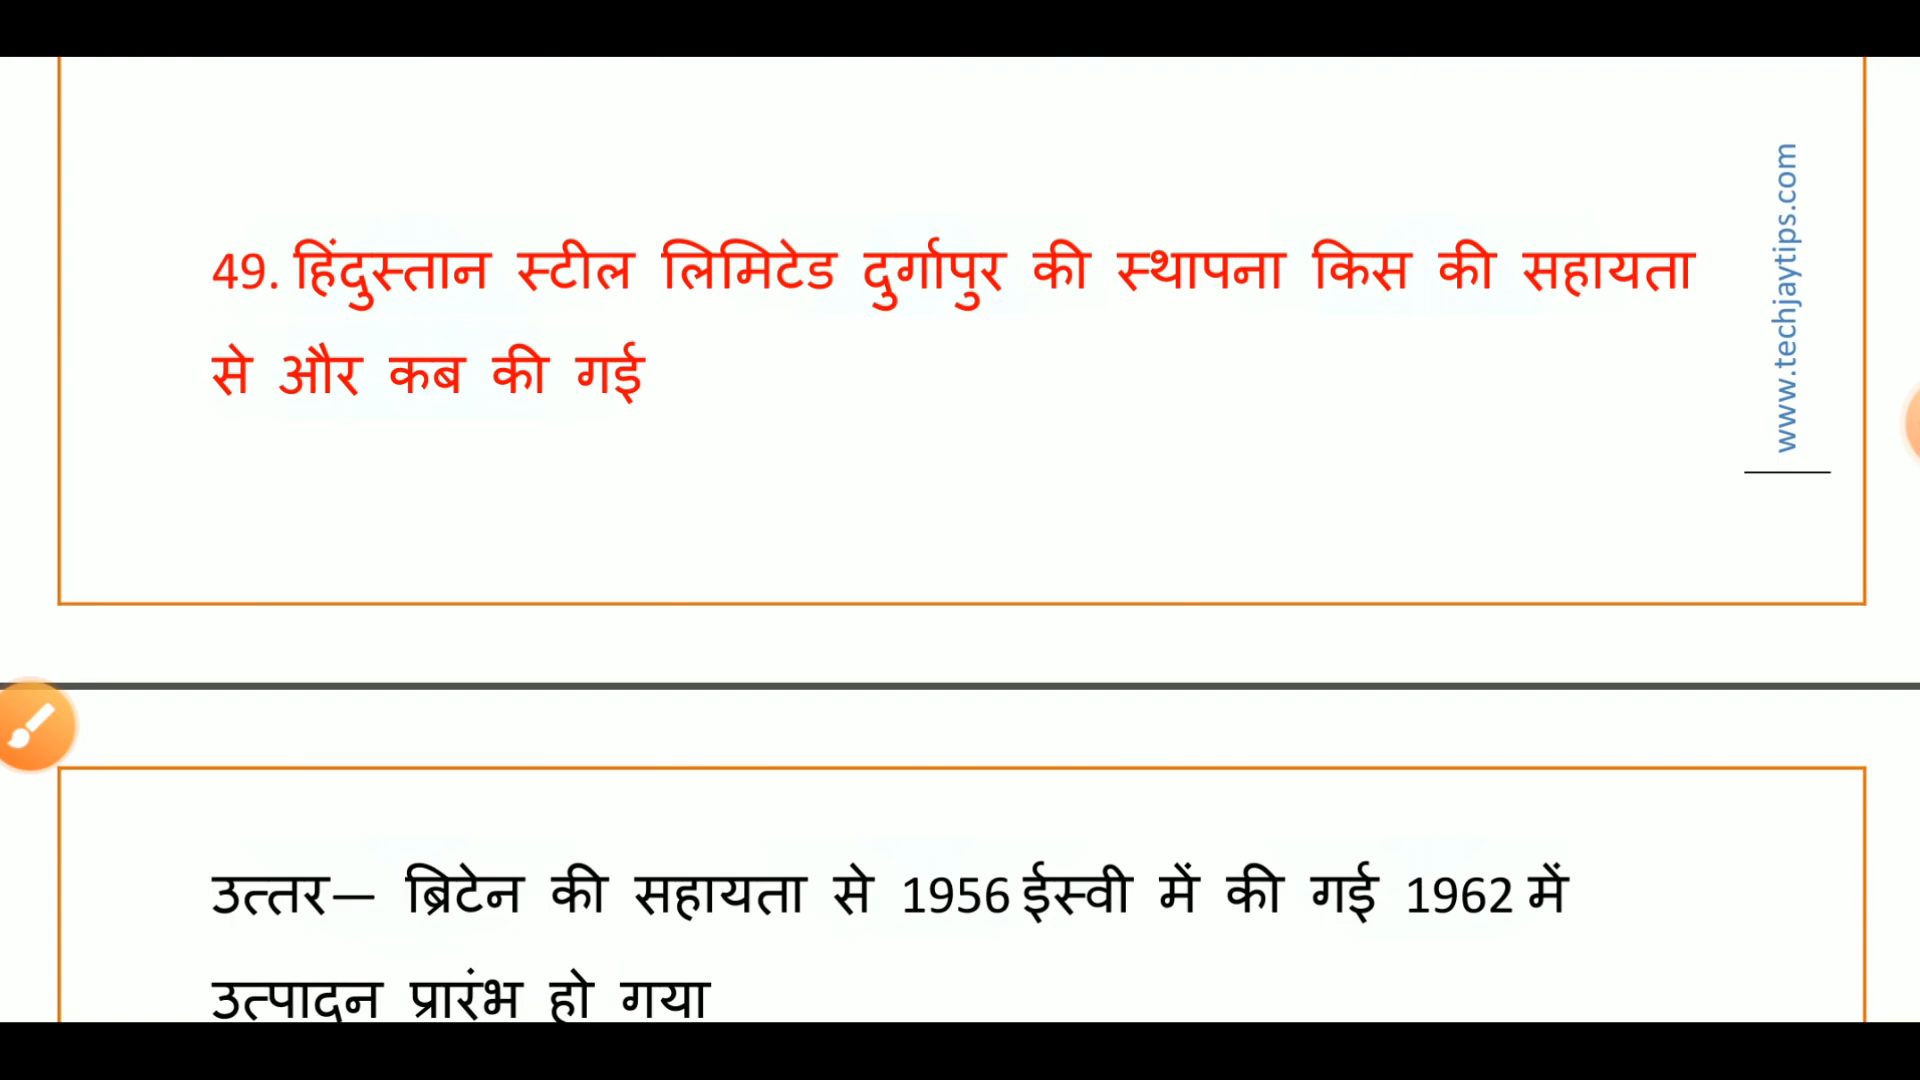 49. हिंदुस्तान स्टील लिमिटेड दुर्गापुर की स्थापना किस की सहायता
से और कब की गई
www.techjaytips.com
उत्तर— ब्रिटेन की सहायता से 1956 ईस्वी में की गई 1962 में
उत्पादन प्रारंभ हो गया